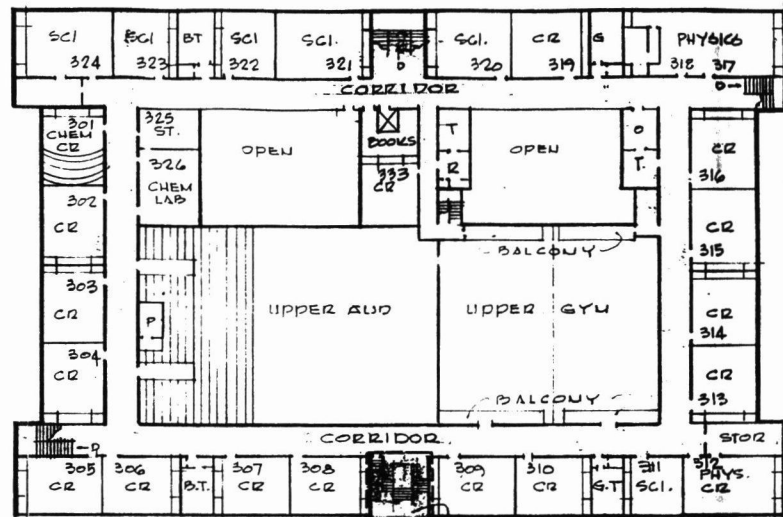 SCI
324
SCI
323
BT
SCI
322
SCI.
321
D
SCI.
320
CR
319
G
PHYSICS
318
317
D
CORRIDOR
301
CHEM
CR
325
ST.
326
CHEM
LAB
OPEN
BOOKS
333
CR
T
R
OPEN
O
T.
CR
316
302
CR
BALCONY
CR
315
303
CR
P
UPPER AUD
UPPER GYM
CR
314
304
CR
BALCONY
CR
313
D
CORRIDOR
STOR
305
CR
306
CR
B.T.
307
CR
308
CR
309
CR
310
CR
G.T
311
SCI.
312
PHYS.
CR